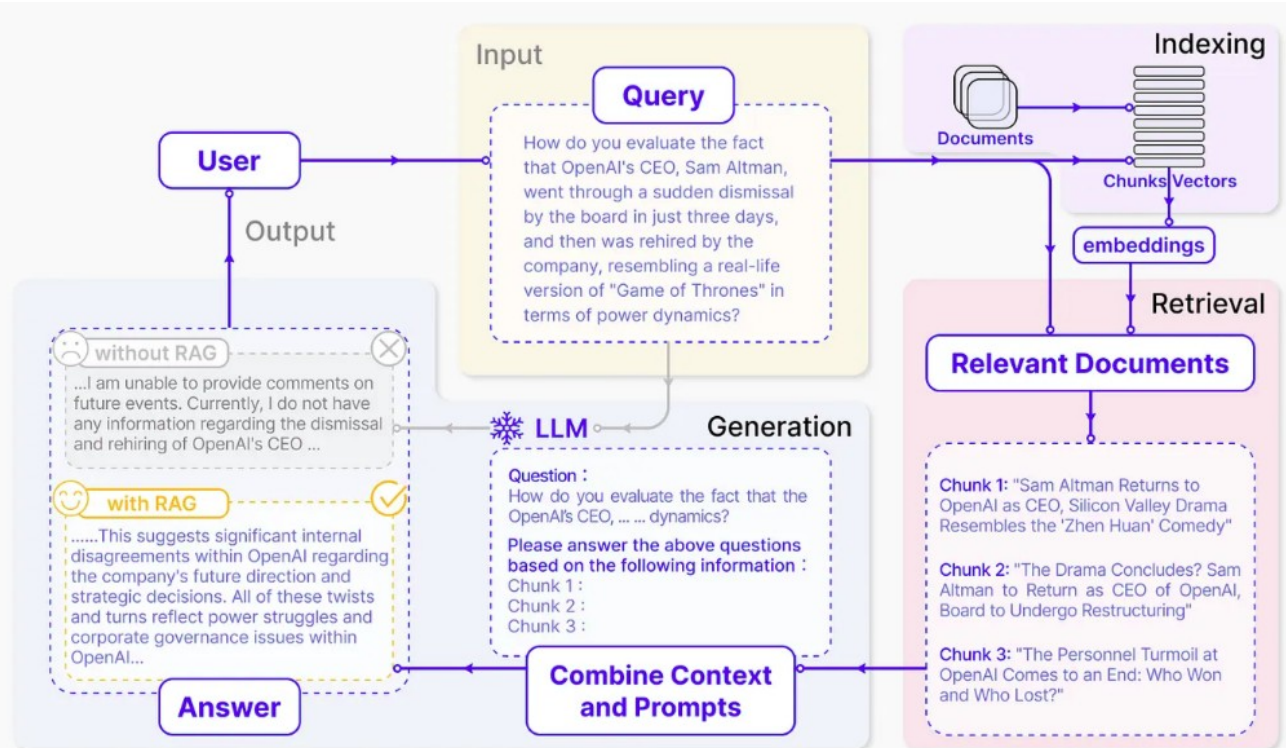 Input
Query
How do you evaluate the fact
that OpenAI's CEO, Sam Altman,
went through a sudden dismissal
by the board in just three days,
and then was rehired by the
company, resembling a real-life
version of "Game of Thrones" in
terms of power dynamics?
Indexing
Documents
Chunks Vectors
embeddings
User
Output
Retrieval
Relevant Documents
Chunk 1: "Sam Altman Returns to
OpenAI as CEO, Silicon Valley Drama
Resembles the 'Zhen Huan' Comedy"
Chunk 2: "The Drama Concludes? Sam
Altman to Return as CEO of OpenAI,
Board to Undergo Restructuring"
Chunk 3: "The Personnel Turmoil at
OpenAI Comes to an End: Who Won
and Who Lost?"
LLM
Generation
Question :
How do you evaluate the fact that the
OpenAI's CEO, ... ... dynamics?
Please answer the above questions
based on the following information :
Chunk 1 :
Chunk 2 :
Chunk 3 :
Combine Context
and Prompts
without RAG
...I am unable to provide comments on
future events. Currently, I do not have
any information regarding the dismissal
and rehiring of OpenAI's CEO ...
with RAG
......This suggests significant internal
disagreements within OpenAI regarding
the company's future direction and
strategic decisions. All of these twists
and turns reflect power struggles and
corporate governance issues within
OpenAI...
Answer